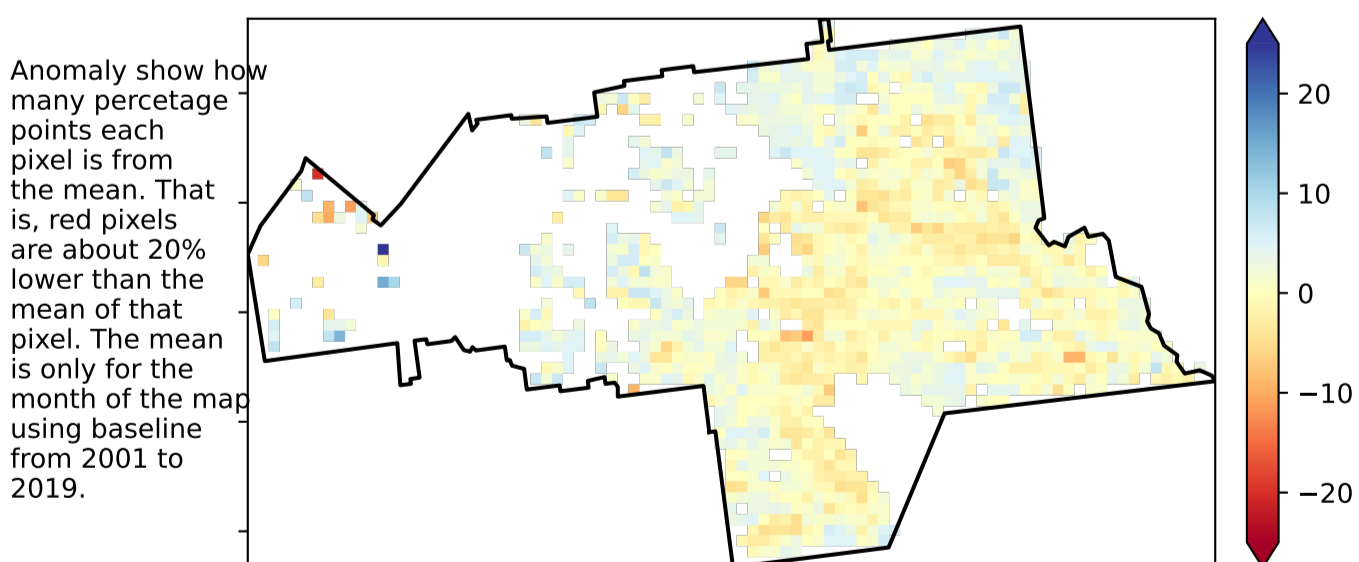 Anomaly show how
many percetage
points each
pixel is from
the mean. That
is, red pixels
are about 20%
lower than the
mean of that
pixel. The mean
is only for the
month of the map
using baseline
from 2001 to
2019.
20
10
0
−10
−20